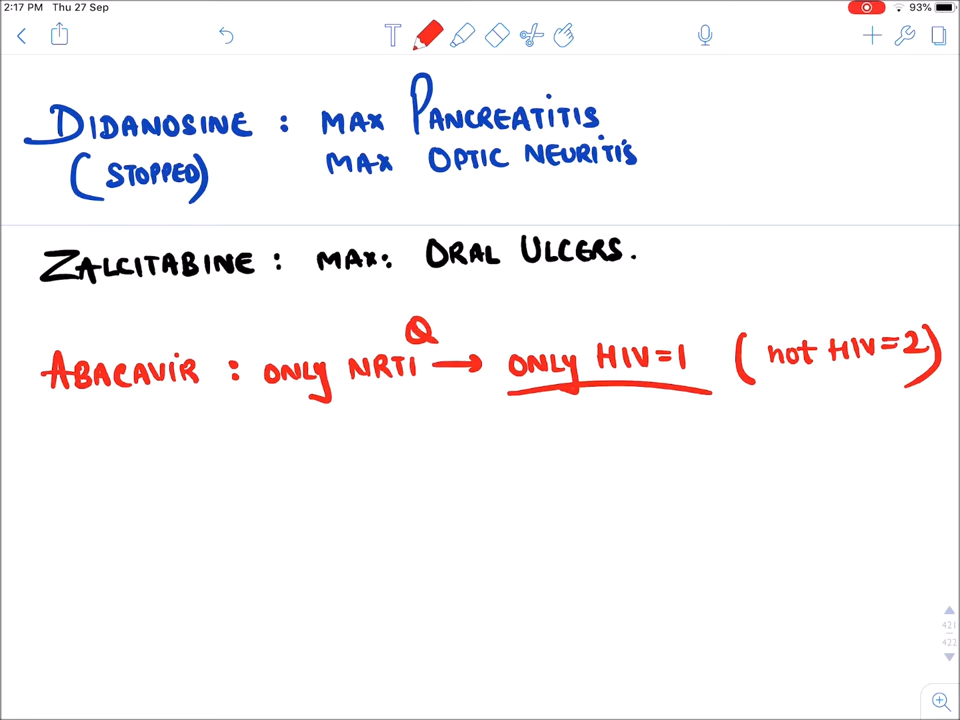 2:17 PM Thu 27 Sep 93%
T
DIDANOSINE : MAX PANCREATITIS
(STOPPED) MAX OPTIC NEURITIS
ZALCITABINE : MAX: ORAL ULCERS.
Q
ABACAVIR : ONLY NRTI → ONLY HIV=1 (not HIV=2)
421
422